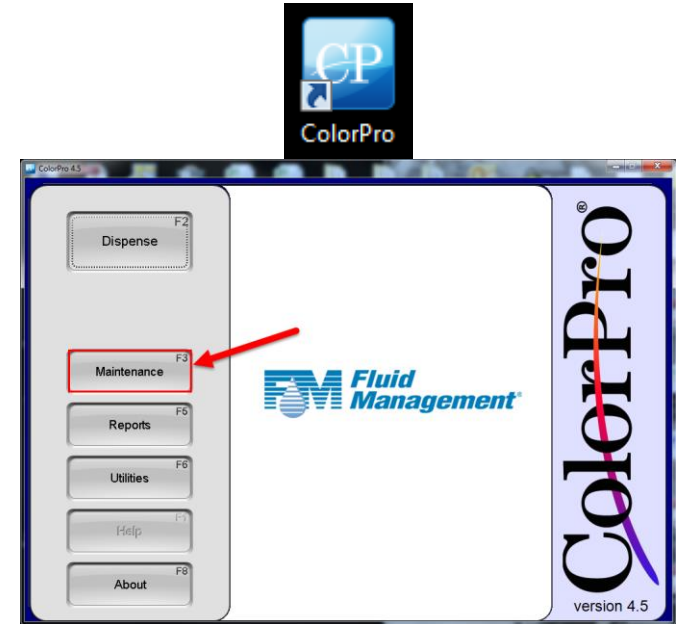 CP
ColorPro
ColorPro 4.5
F2
Dispense
F3
Maintenance
F5
Reports
F6
Utilities
Help
F8
About
FM Fluid
Management®
ColorPro®
version 4.5